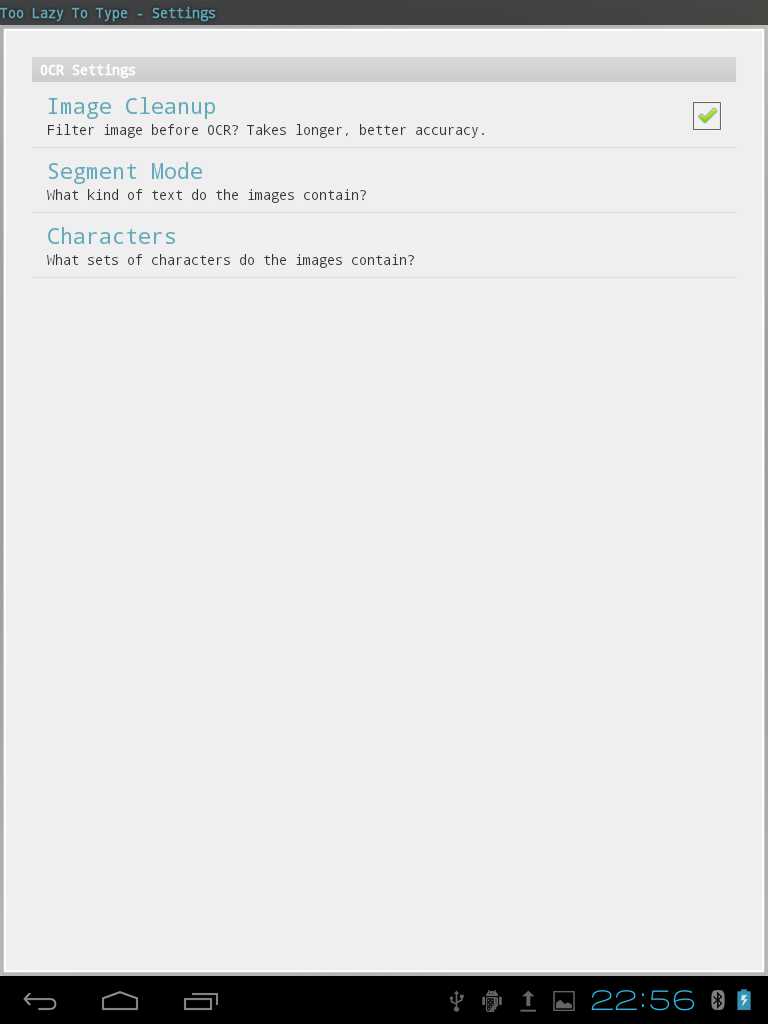 Too Lazy To Type - Settings
OCR Settings
Image Cleanup
Filter image before OCR? Takes longer, better accuracy.
Segment Mode
What kind of text do the images contain?
Characters
What sets of characters do the images contain?
22:56